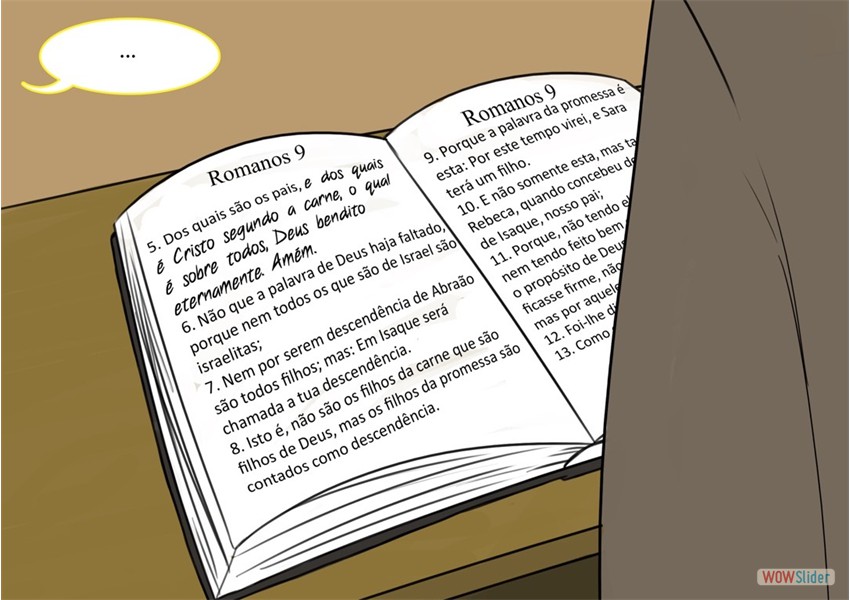 ...
Romanos 9
5. Dos quais são os pais, e dos quais
é Cristo segundo a carne, o qual
é sobre todos, Deus bendito
eternamente. Amém.
6. Não que a palavra de Deus haja faltado,
porque nem todos os que são de Israel são
israelitas;
7. Nem por serem descendência de Abraão
são todos filhos; mas: Em Isaque será
chamada a tua descendência.
8. Isto é, não são os filhos da carne que são
filhos de Deus, mas os filhos da promessa são
contados como descendência.
Romanos 9
9. Porque a palavra da promessa é
esta: Por este tempo virei, e Sara
terá um filho.
10. E não somente esta, mas ta
Rebeca, quando concebeu de
de Isaque, nosso pai;
11. Porque, não tendo el
nem tendo feito bem
o propósito de Deus
ficasse firme, não
mas por aquele
12. Foi-lhe di
13. Como
WOWSlider